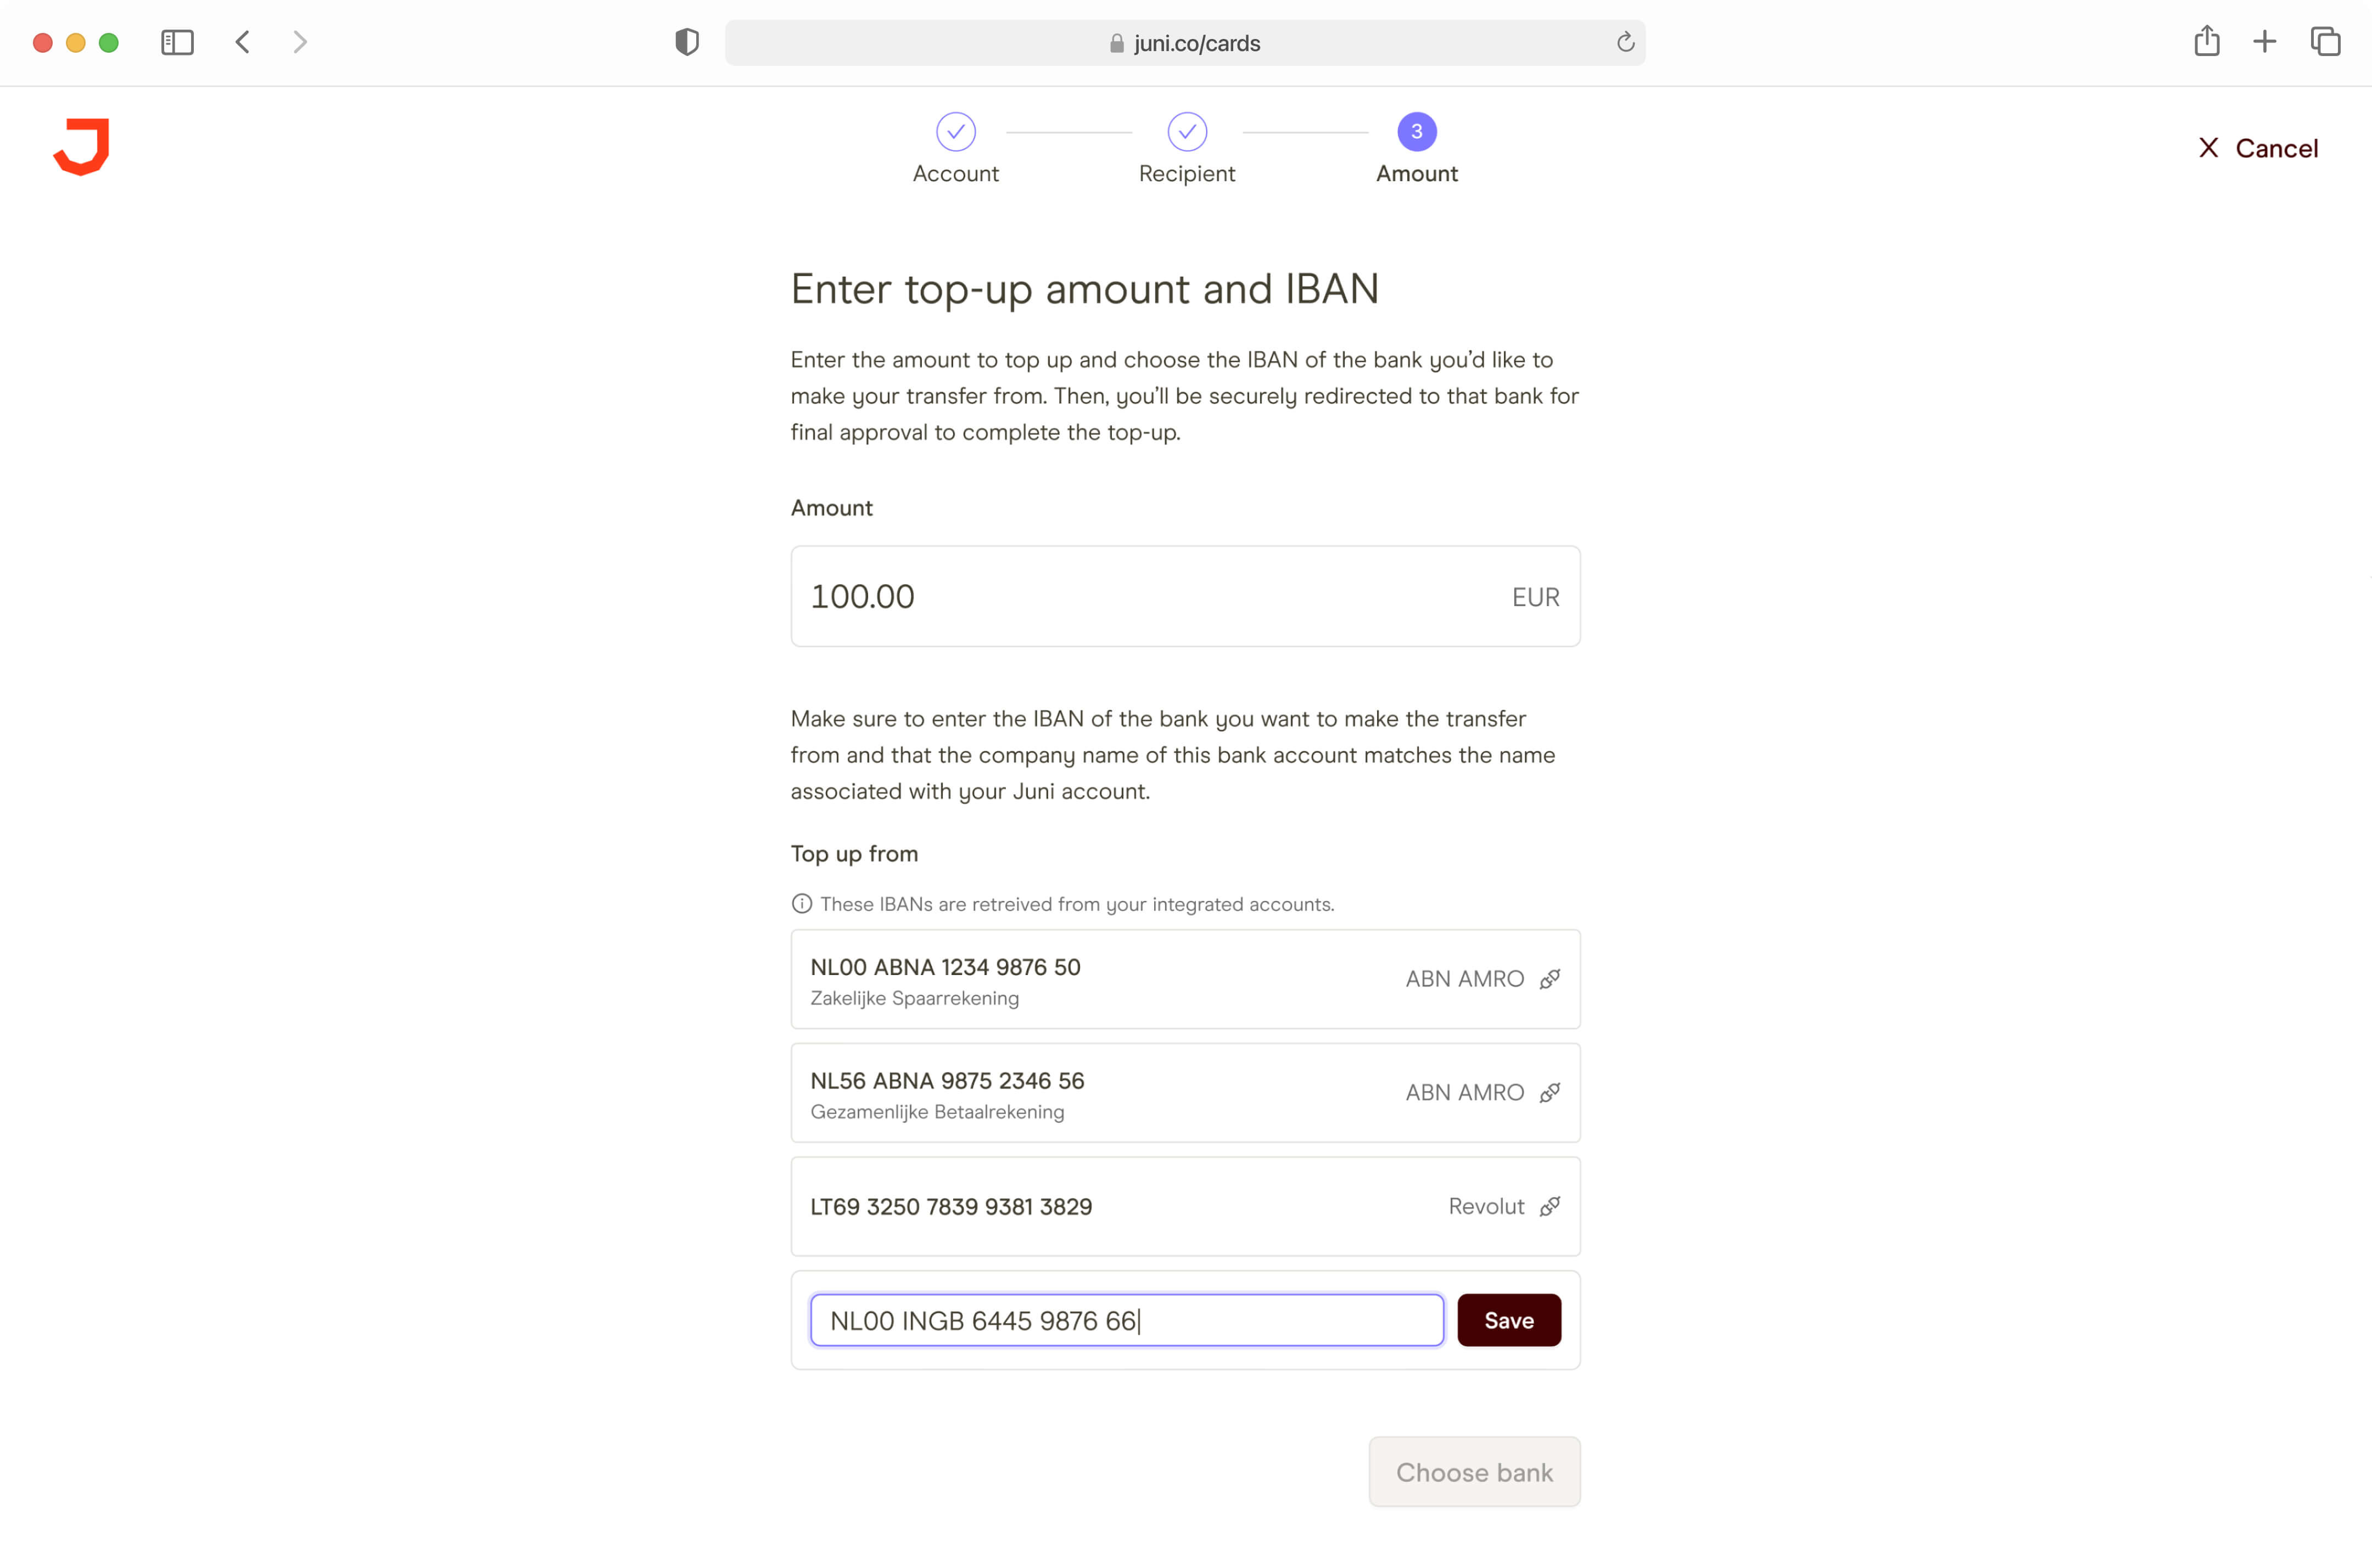 juni.co/cards
Account
Recipient
3
Amount
X Cancel
Enter top-up amount and IBAN
Enter the amount to top up and choose the IBAN of the bank you'd like to
make your transfer from. Then, you'll be securely redirected to that bank for
final approval to complete the top-up.
Amount
100.00 EUR
Make sure to enter the IBAN of the bank you want to make the transfer
from and that the company name of this bank account matches the name
associated with your Juni account.
Top up from
These IBANs are retreived from your integrated accounts.
NL00 ABNA 1234 9876 50
Zakelijke Spaarrekening
ABN AMRO
NL56 ABNA 9875 2346 56
Gezamenlijke Betaalrekening
ABN AMRO
LT69 3250 7839 9381 3829 Revolut
NL00 INGB 6445 9876 66 Save
Choose bank